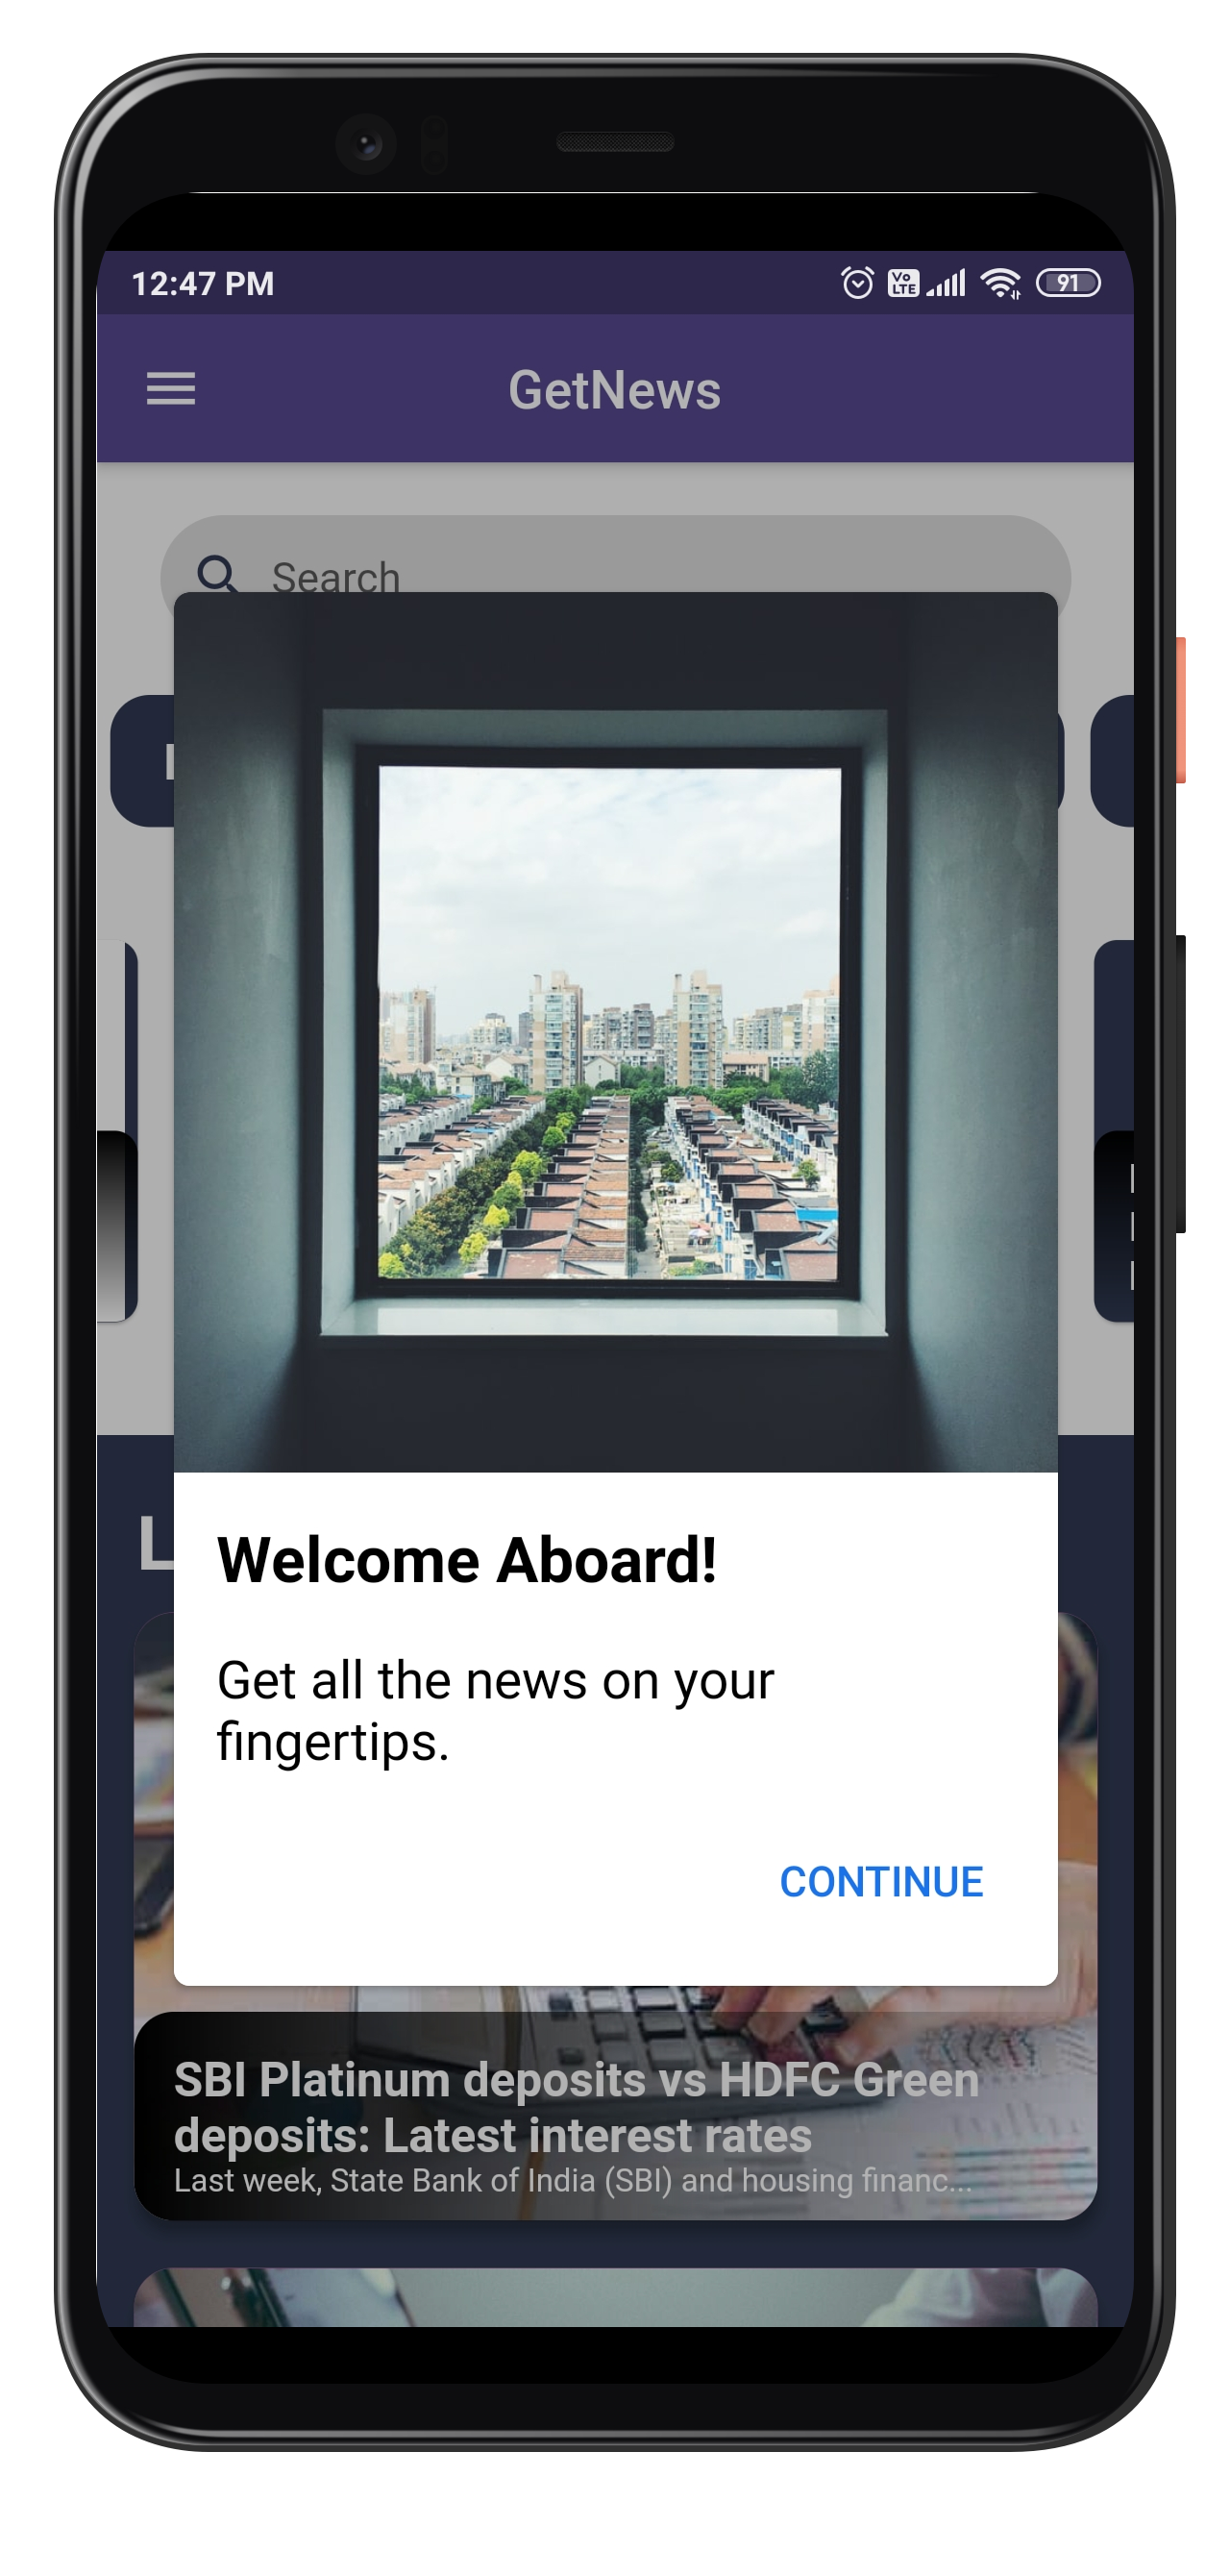 12:47 PM
Vo LTE
91
GetNews
Search
Welcome Aboard!
Get all the news on your
fingertips.
CONTINUE
SBI Platinum deposits vs HDFC Green
deposits: Latest interest rates
Last week, State Bank of India (SBI) and housing financ...